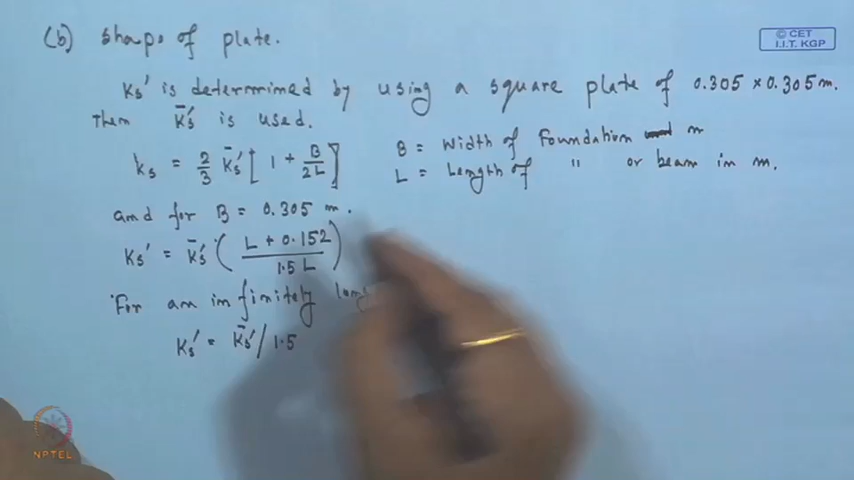 (b) shape of plate.
© CET
I.I.T. KGP
ks' is determined by using a square plate of 0.305 × 0.305 m.
Then k̄s' is used.
ks = 2/3 k̄s' [ 1 + B/2L ]
B = Width of Foundation m
L = Length of " or beam in m.
and for B = 0.305 m.
ks' = k̄s' ( L + 0.152 / 1.5 L )
For an infinitely long
ks' = k̄s' / 1.5
NPTEL